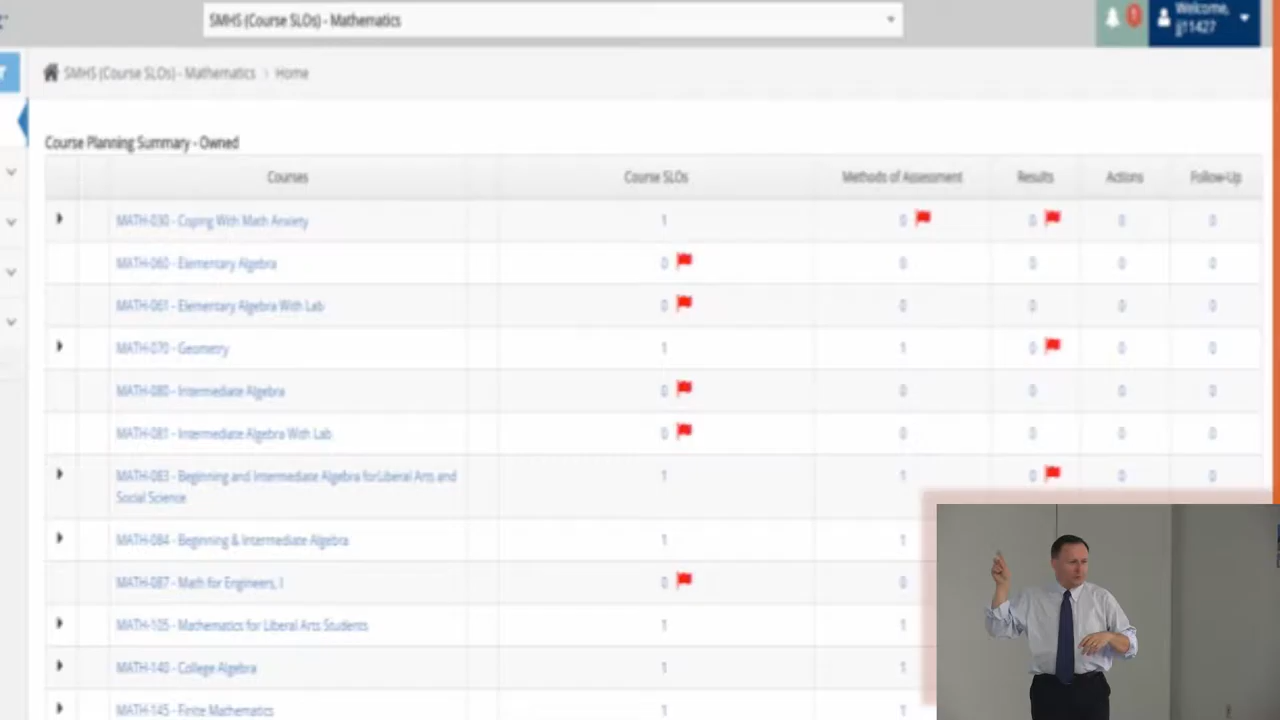 SMHS (Course SLOs) - Mathematics
Welcome,
jj11427
SMHS (Course SLOs) - Mathematics > Home
Course Planning Summary - Owned
Courses Course SLOs Methods of Assessment Results Actions Follow-Up
MATH-030 - Coping With Math Anxiety 1 0 0 0 0
MATH-060 - Elementary Algebra 0 0 0 0 0
MATH-061 - Elementary Algebra With Lab 0 0 0 0 0
MATH-070 - Geometry 1 1 0 0 0
MATH-080 - Intermediate Algebra 0 0 0 0 0
MATH-081 - Intermediate Algebra With Lab 0 0 0 0 0
MATH-083 - Beginning and Intermediate Algebra forLiberal Arts and 1 1 0 0 0
Social Science
MATH-084 - Beginning & Intermediate Algebra 1 1
MATH-087 - Math for Engineers, I 0 0
MATH-105 - Mathematics for Liberal Arts Students 1 1
MATH-140 - College Algebra 1 1
MATH-145 - Finite Mathematics 1 1